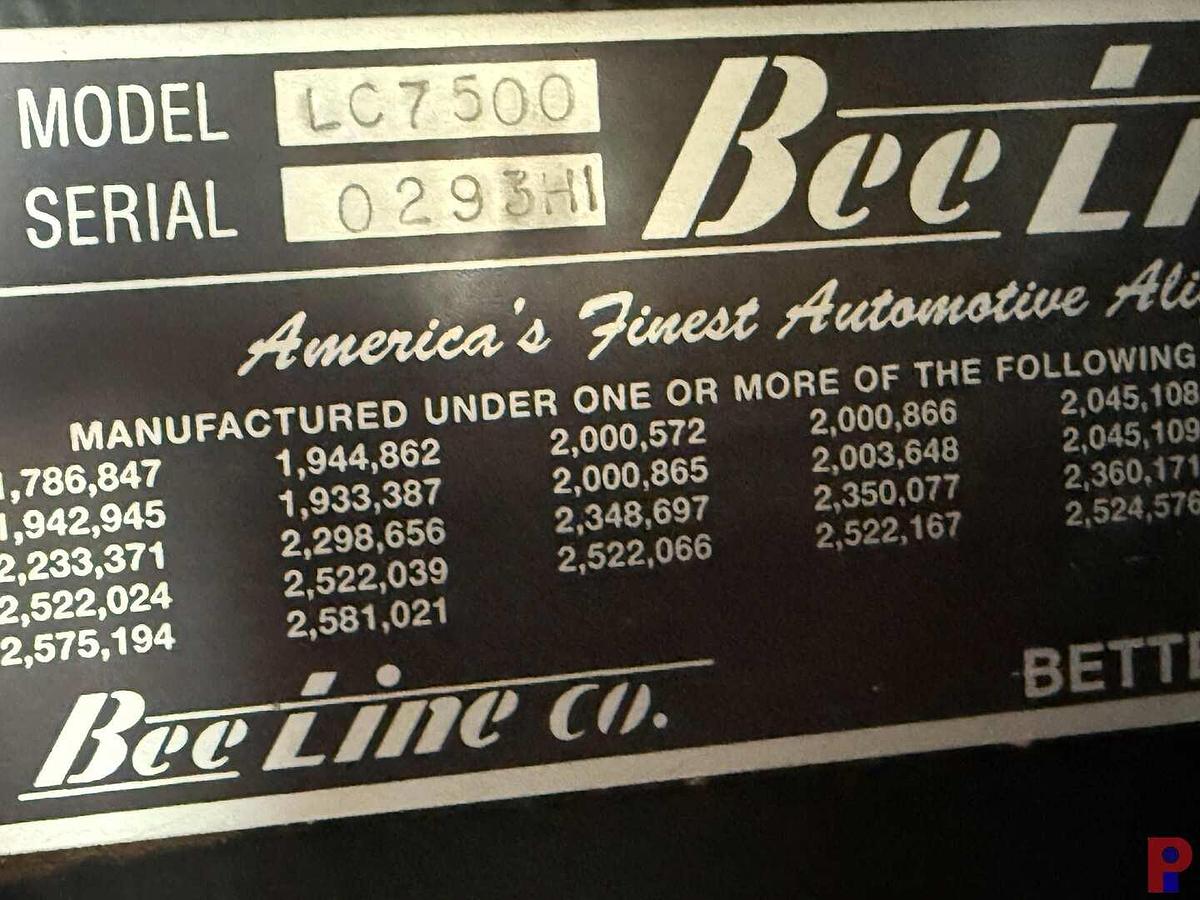 MODEL LC7500
SERIAL 0293HI
Bee Li
America's Finest Automotive Ali
MANUFACTURED UNDER ONE OR MORE OF THE FOLLOWING
1,786,847 1,944,862 2,000,572 2,000,866 2,045,108
1,942,945 1,933,387 2,000,865 2,003,648 2,045,109
2,233,371 2,298,656 2,348,697 2,350,077 2,360,171
2,522,024 2,522,039 2,522,066 2,522,167 2,524,576
2,575,194 2,581,021
BETTE
Bee Line Co.